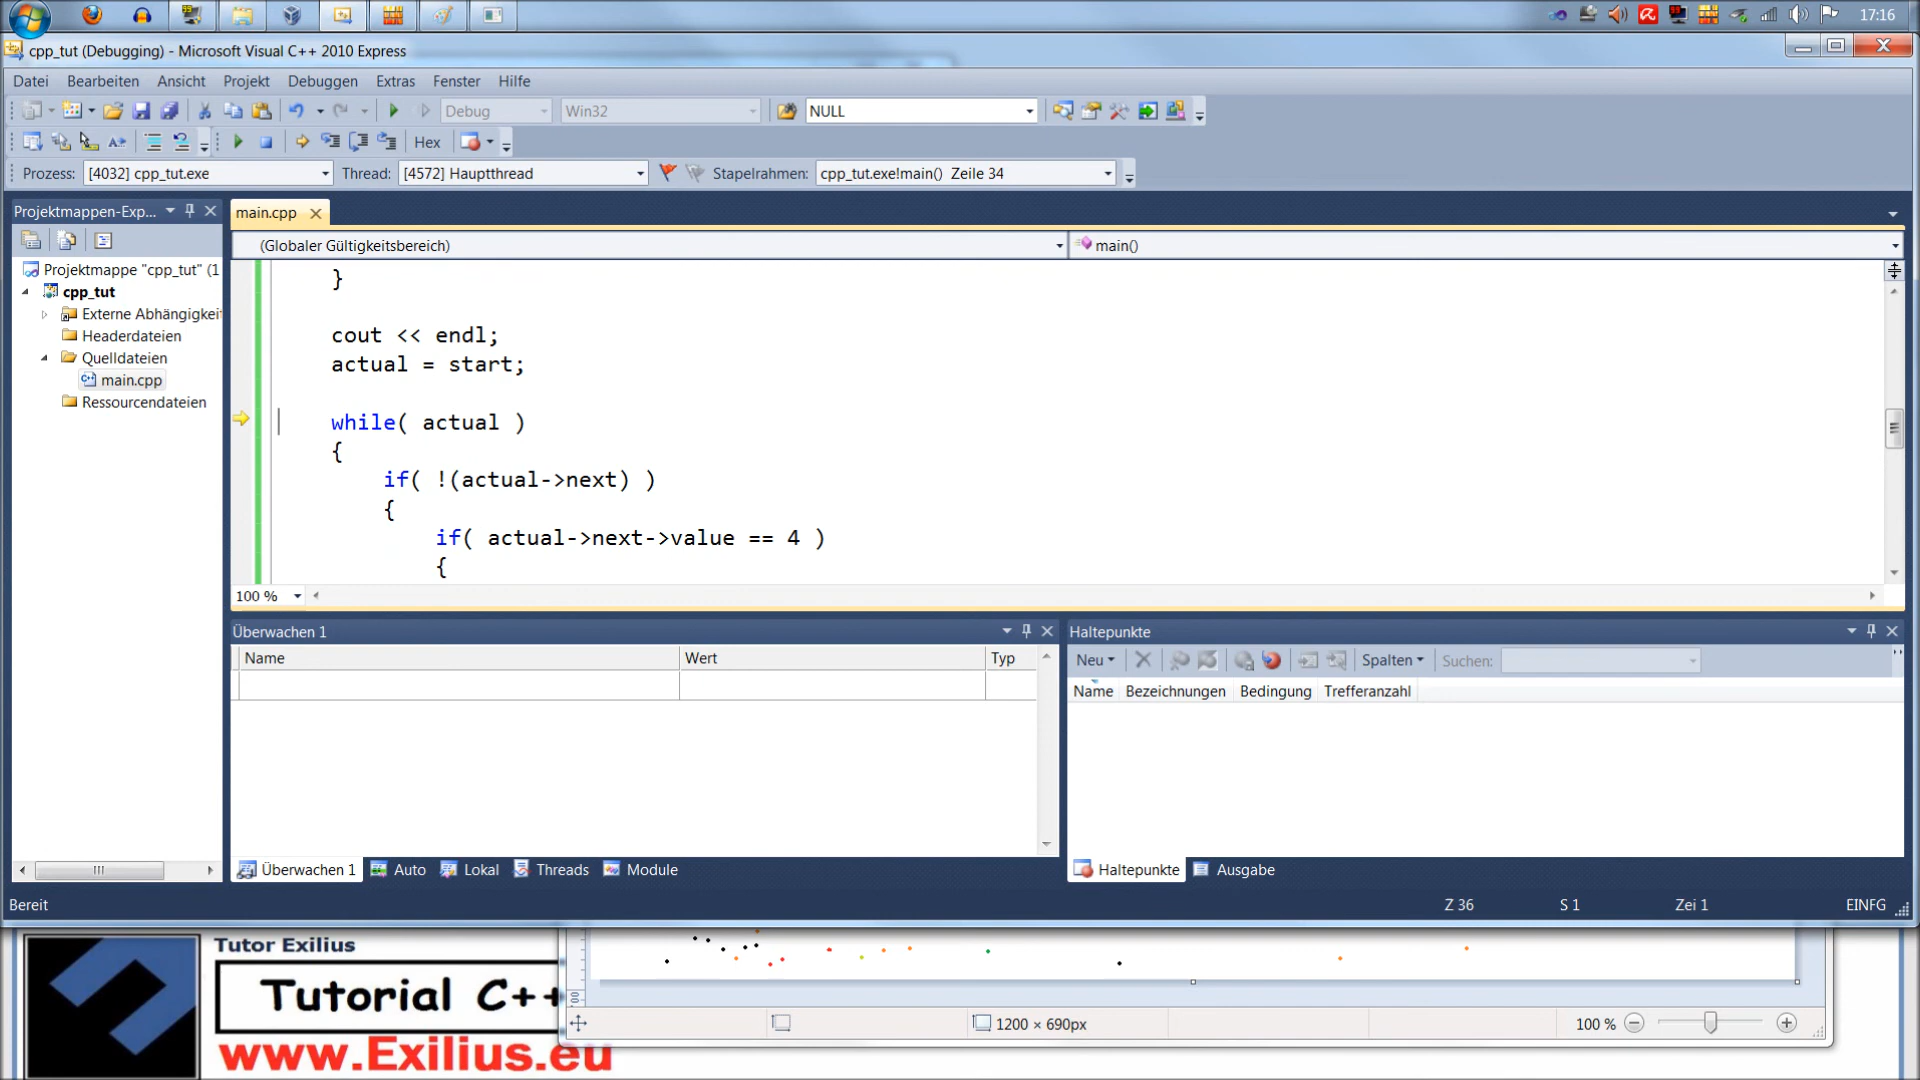 17:16
cpp_tut (Debugging) - Microsoft Visual C++ 2010 Express
Datei Bearbeiten Ansicht Projekt Debuggen Extras Fenster Hilfe
Debug Win32 NULL
Hex
Prozess: [4032] cpp_tut.exe Thread: [4572] Hauptthread Stapelrahmen: cpp_tut.exe!main() Zeile 34
Projektmappen-Exp... main.cpp
(Globaler Gültigkeitsbereich) main()
Projektmappe "cpp_tut" (1
cpp_tut
Externe Abhängigkei
Headerdateien
Quelldateien
main.cpp
Ressourcendateien
}
cout << endl;
actual = start;
while( actual )
{
if( !(actual->next) )
{
if( actual->next->value == 4 )
{
100 %
Überwachen 1
Name Wert Typ
Überwachen 1 Auto Lokal Threads Module
Haltepunkte
Neu Spalten Suchen:
Name Bezeichnungen Bedingung Trefferanzahl
Haltepunkte Ausgabe
Bereit Z 36 S 1 Zei 1 EINFG
Tutor Exilius
Tutorial C++
www.Exilius.eu
1200 × 690px 100 %